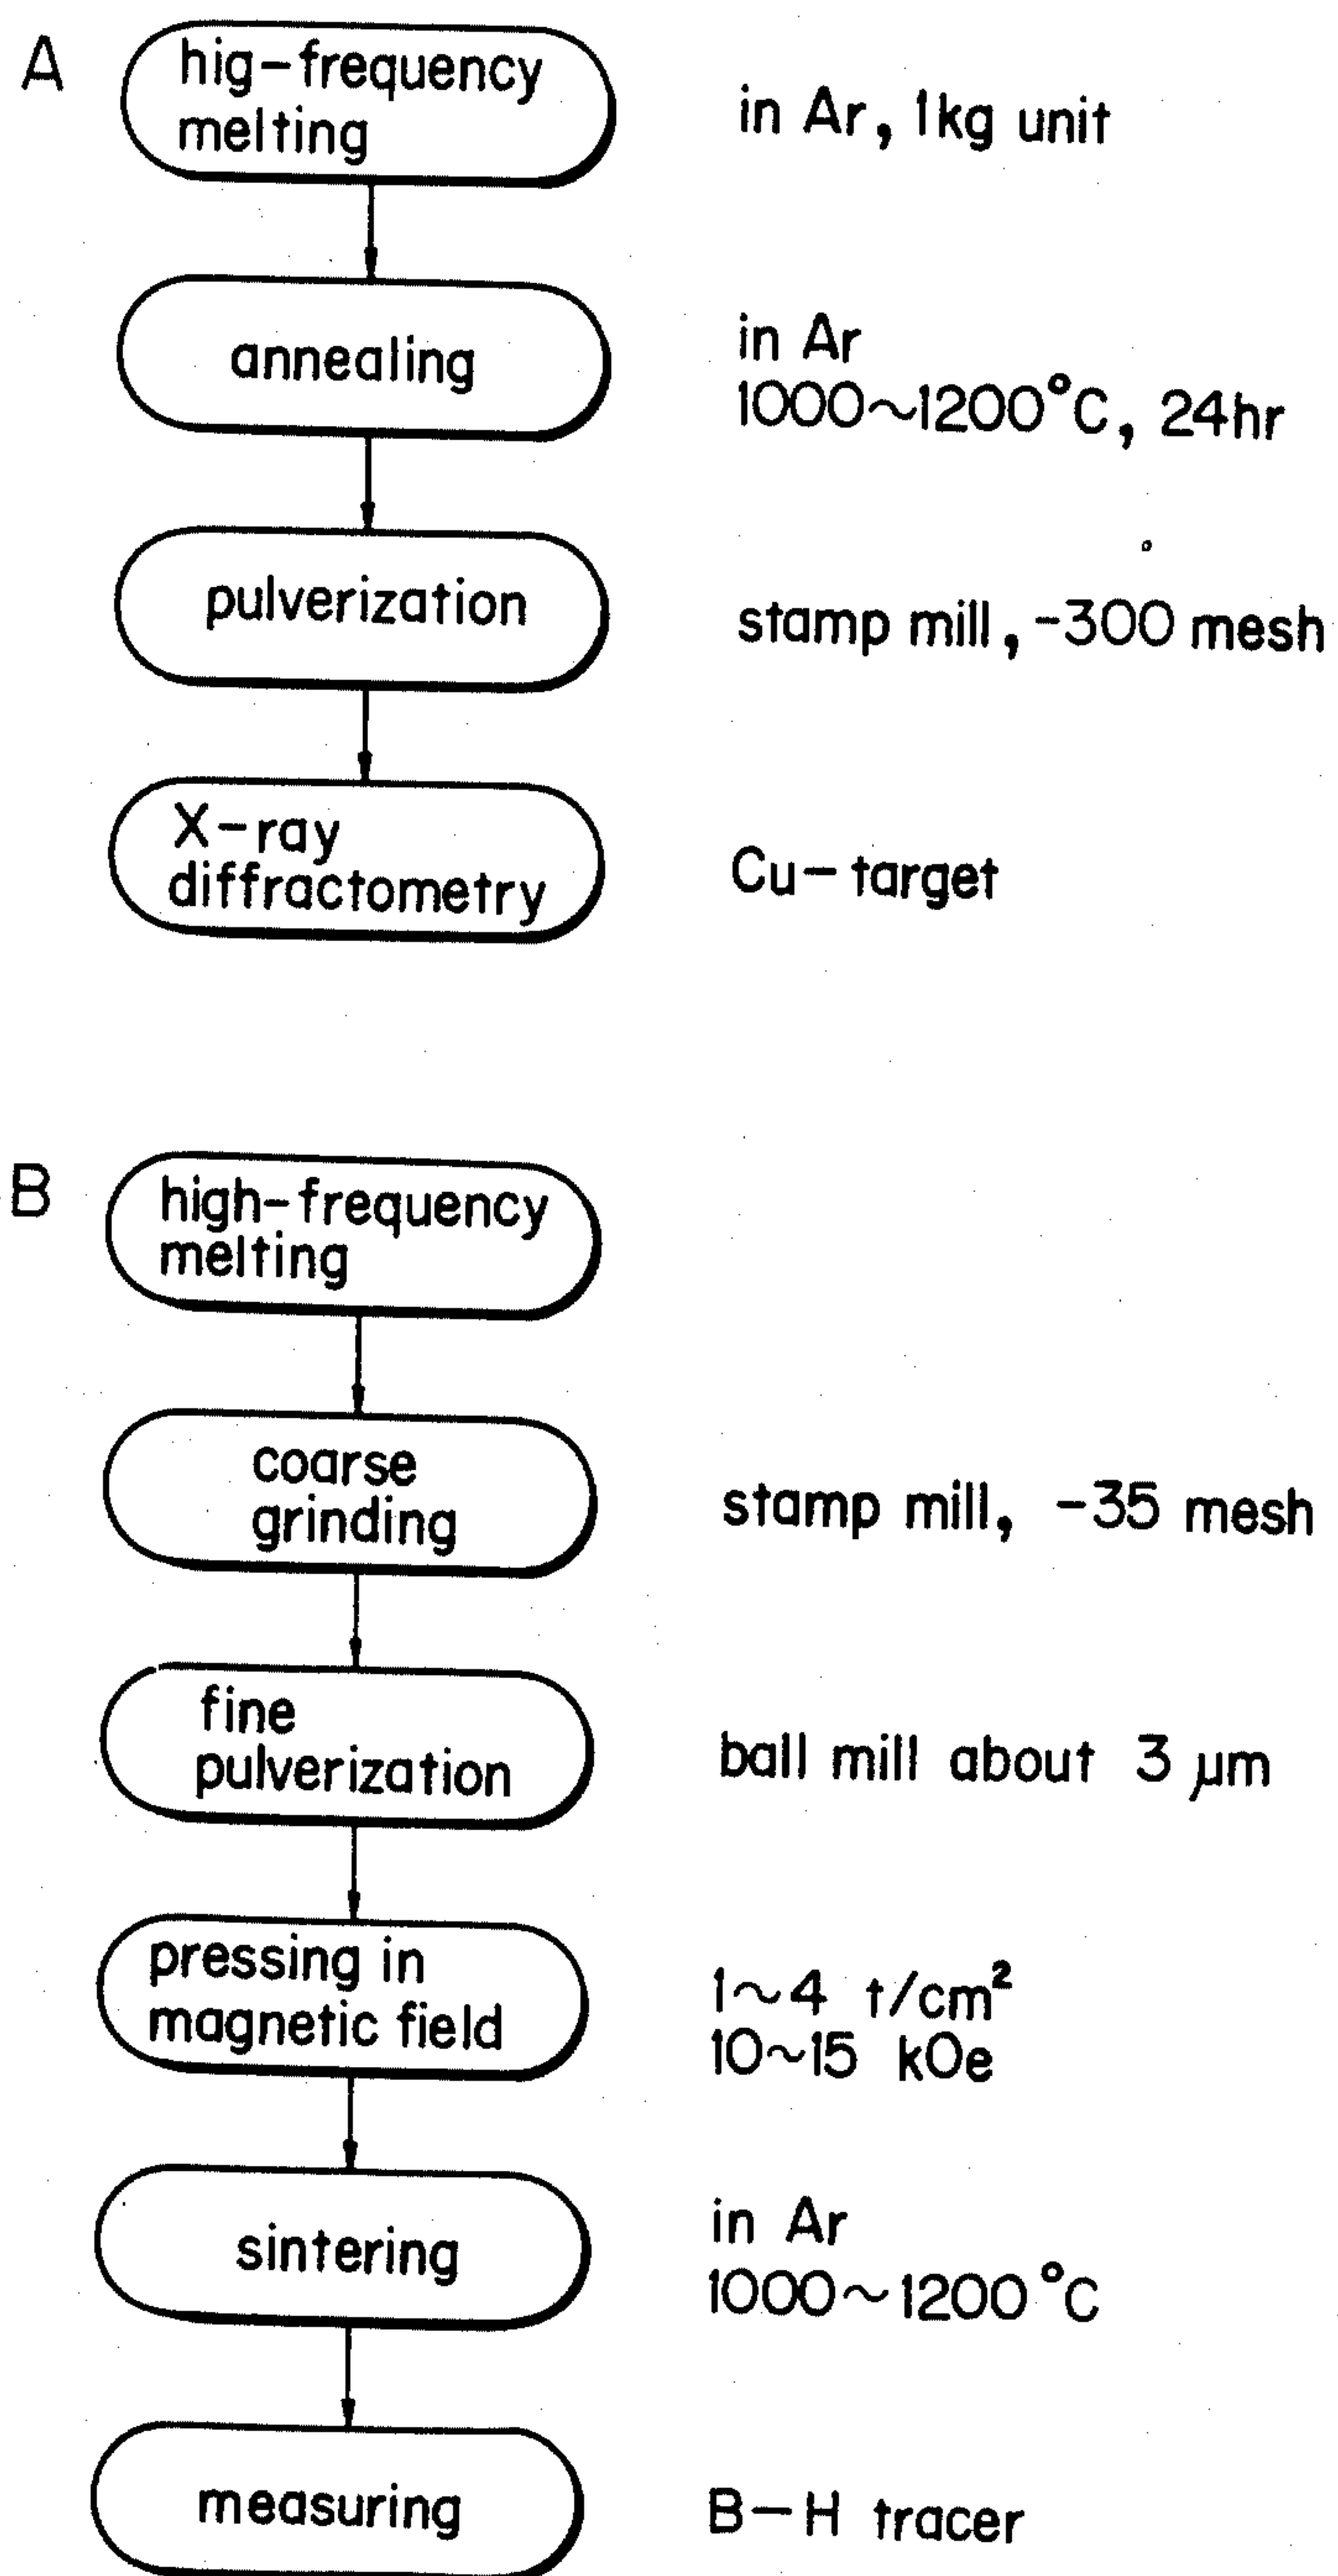 A
hig-frequency
melting
in Ar, 1kg unit
annealing
in Ar
1000~1200°C, 24hr
pulverization
stamp mill, -300 mesh
X-ray
diffractometry
Cu-target
B
high-frequency
melting
coarse
grinding
stamp mill, -35 mesh
fine
pulverization
ball mill about 3 µm
pressing in
magnetic field
1~4 t/cm²
10~15 kOe
sintering
in Ar
1000~1200°C
measuring
B-H tracer